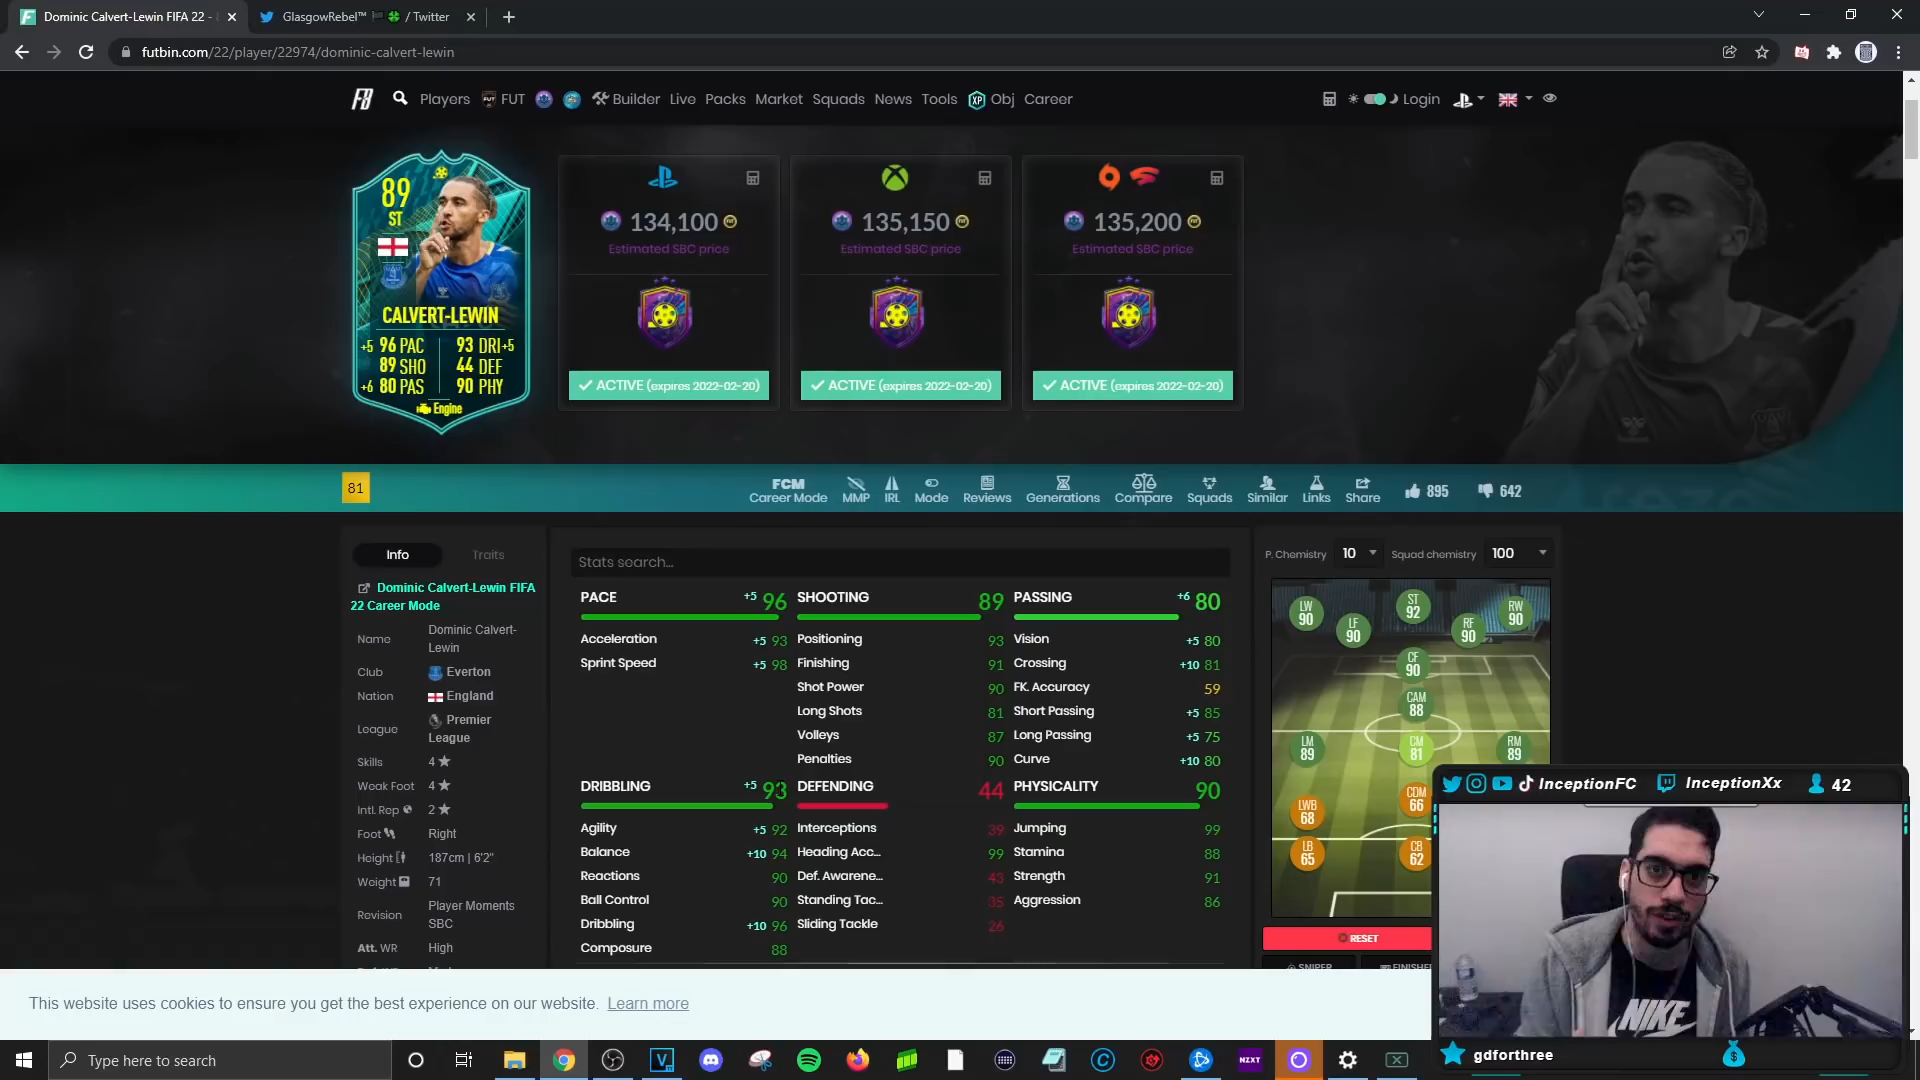 Dominic Calvert-Lewin FIFA 22 -
GlasgowRebel™ / Twitter
futbin.com/22/player/22974/dominic-calvert-lewin
Players FUT Builder Live Packs Market Squads News Tools XP Obj Career
Login
89
ST
CALVERT-LEWIN
+5 96 PAC 93 DRI +5
89 SHO 44 DEF
+6 80 PAS 90 PHY
Engine
134,100
Estimated SBC price
ACTIVE (expires 2022-02-20)
135,150
Estimated SBC price
ACTIVE (expires 2022-02-20)
135,200
Estimated SBC price
ACTIVE (expires 2022-02-20)
81
FCM
Career Mode MMP IRL Mode Reviews Generations Compare Squads Similar Links Share 895 642
Info Traits
Dominic Calvert-Lewin FIFA
22 Career Mode
Name Dominic Calvert-
Lewin
Club Everton
Nation England
League Premier
League
Skills 4
Weak Foot 4
Intl. Rep 2
Foot Right
Height 187cm | 6'2"
Weight 71
Revision Player Moments
SBC
Att. WR High
Stats search...
PACE +5 96
Acceleration +5 93
Sprint Speed +5 98
SHOOTING 89
Positioning 93
Finishing 91
Shot Power 90
Long Shots 81
Volleys 87
Penalties 90
PASSING +6 80
Vision +5 80
Crossing +10 81
FK. Accuracy 59
Short Passing +5 85
Long Passing +5 75
Curve +10 80
DRIBBLING +5 93
Agility +5 92
Balance +10 94
Reactions 90
Ball Control 90
Dribbling +10 96
Composure 88
DEFENDING 44
Interceptions 39
Heading Acc... 99
Def. Awarene... 43
Standing Tac... 35
Sliding Tackle 26
PHYSICALITY 90
Jumping 99
Stamina 88
Strength 91
Aggression 86
P. Chemistry 10 Squad chemistry 100
LW
90
ST
92
RW
90
LF
90
RF
90
CF
90
CAM
88
LM
89
CM
81
RM
89
LWB
68
CDM
66
LB
65
CB
62
RESET
SNIPER FINISHER
This website uses cookies to ensure you get the best experience on our website. Learn more
InceptionFC InceptionXx 42
NIKE
gdforthree
Type here to search
NZXT